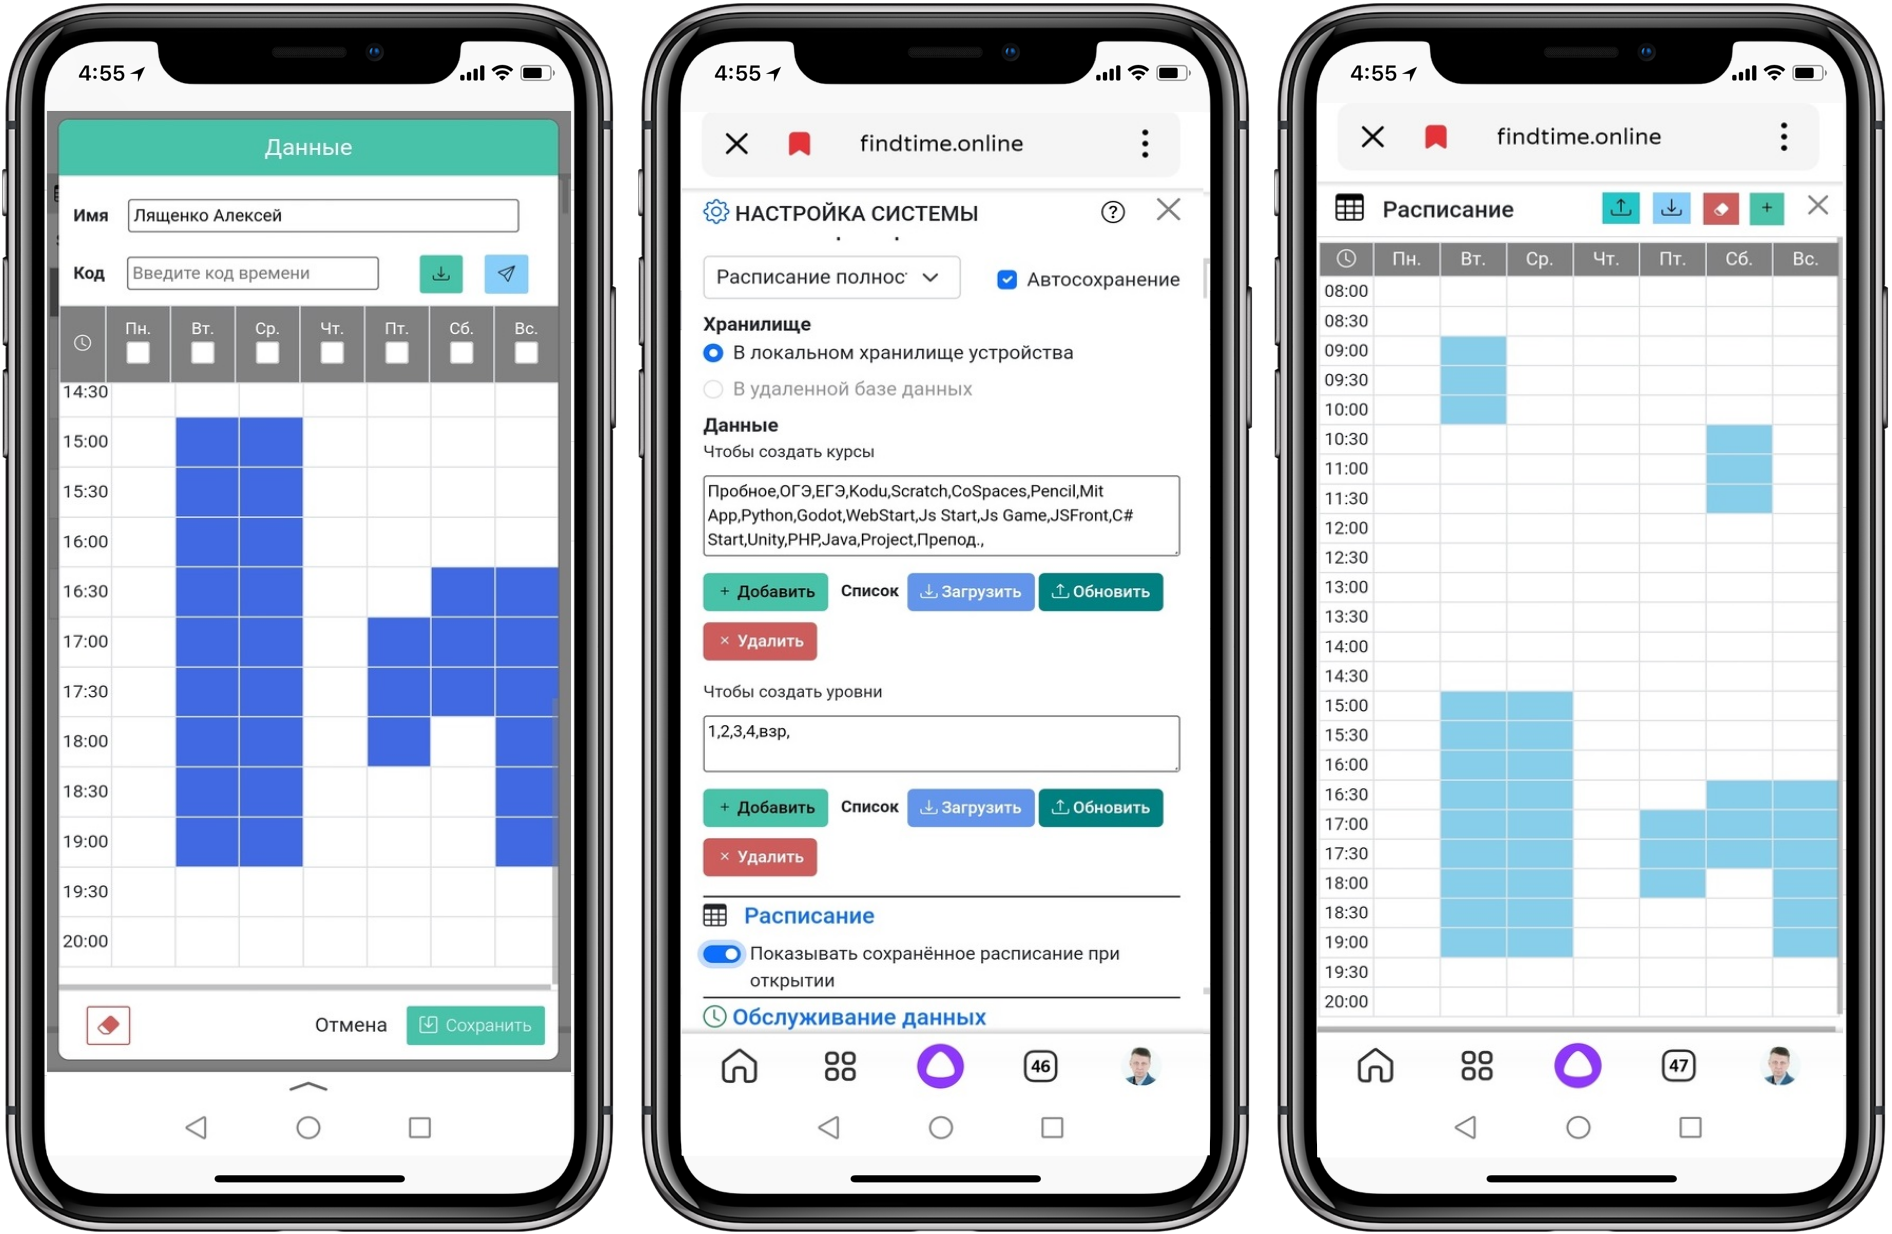 4:55
Данные
Имя
Лященко Алексей
Код
Введите код времени
Пн. Вт. Ср. Чт. Пт. Сб. Вс.
14:30
15:00
15:30
16:00
16:30
17:00
17:30
18:00
18:30
19:00
19:30
20:00
Отмена Сохранить
4:55
findtime.online
НАСТРОЙКА СИСТЕМЫ
Расписание полнос
Автосохранение
Хранилище
В локальном хранилище устройства
В удаленной базе данных
Данные
Чтобы создать курсы
Пробное,ОГЭ,ЕГЭ,Kodu,Scratch,CoSpaces,Pencil,Mit
App,Python,Godot,WebStart,Js Start,Js Game,JSFront,C#
Start,Unity,PHP,Java,Project,Препод.,
+ Добавить Список Загрузить Обновить
× Удалить
Чтобы создать уровни
1,2,3,4,взр,
+ Добавить Список Загрузить Обновить
× Удалить
Расписание
Показывать сохранённое расписание при
открытии
Обслуживание данных
46
4:55
findtime.online
Расписание
+
Пн. Вт. Ср. Чт. Пт. Сб. Вс.
08:00
08:30
09:00
09:30
10:00
10:30
11:00
11:30
12:00
12:30
13:00
13:30
14:00
14:30
15:00
15:30
16:00
16:30
17:00
17:30
18:00
18:30
19:00
19:30
20:00
47